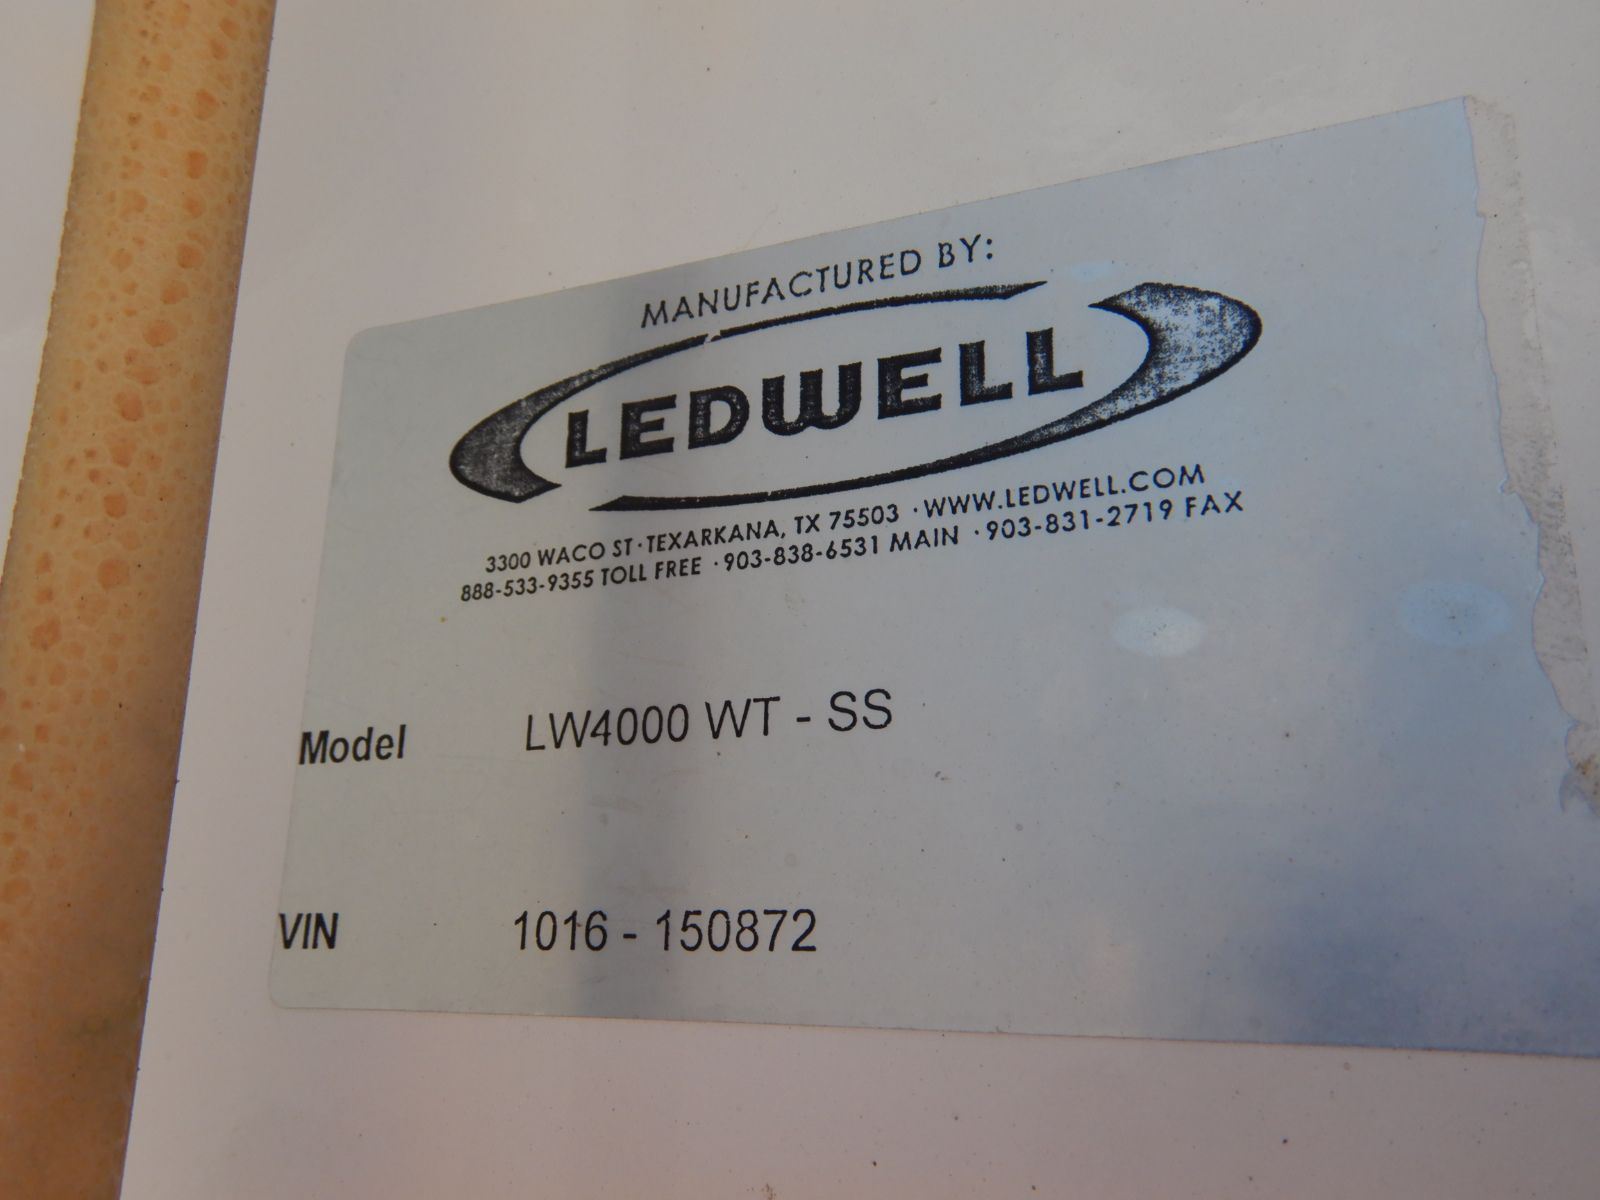 MANUFACTURED BY:
LEDWELL
3300 WACO ST · TEXARKANA, TX 75503 · WWW.LEDWELL.COM
888-533-9355 TOLL FREE · 903-838-6531 MAIN · 903-831-2719 FAX
Model LW4000 WT - SS
VIN 1016 - 150872